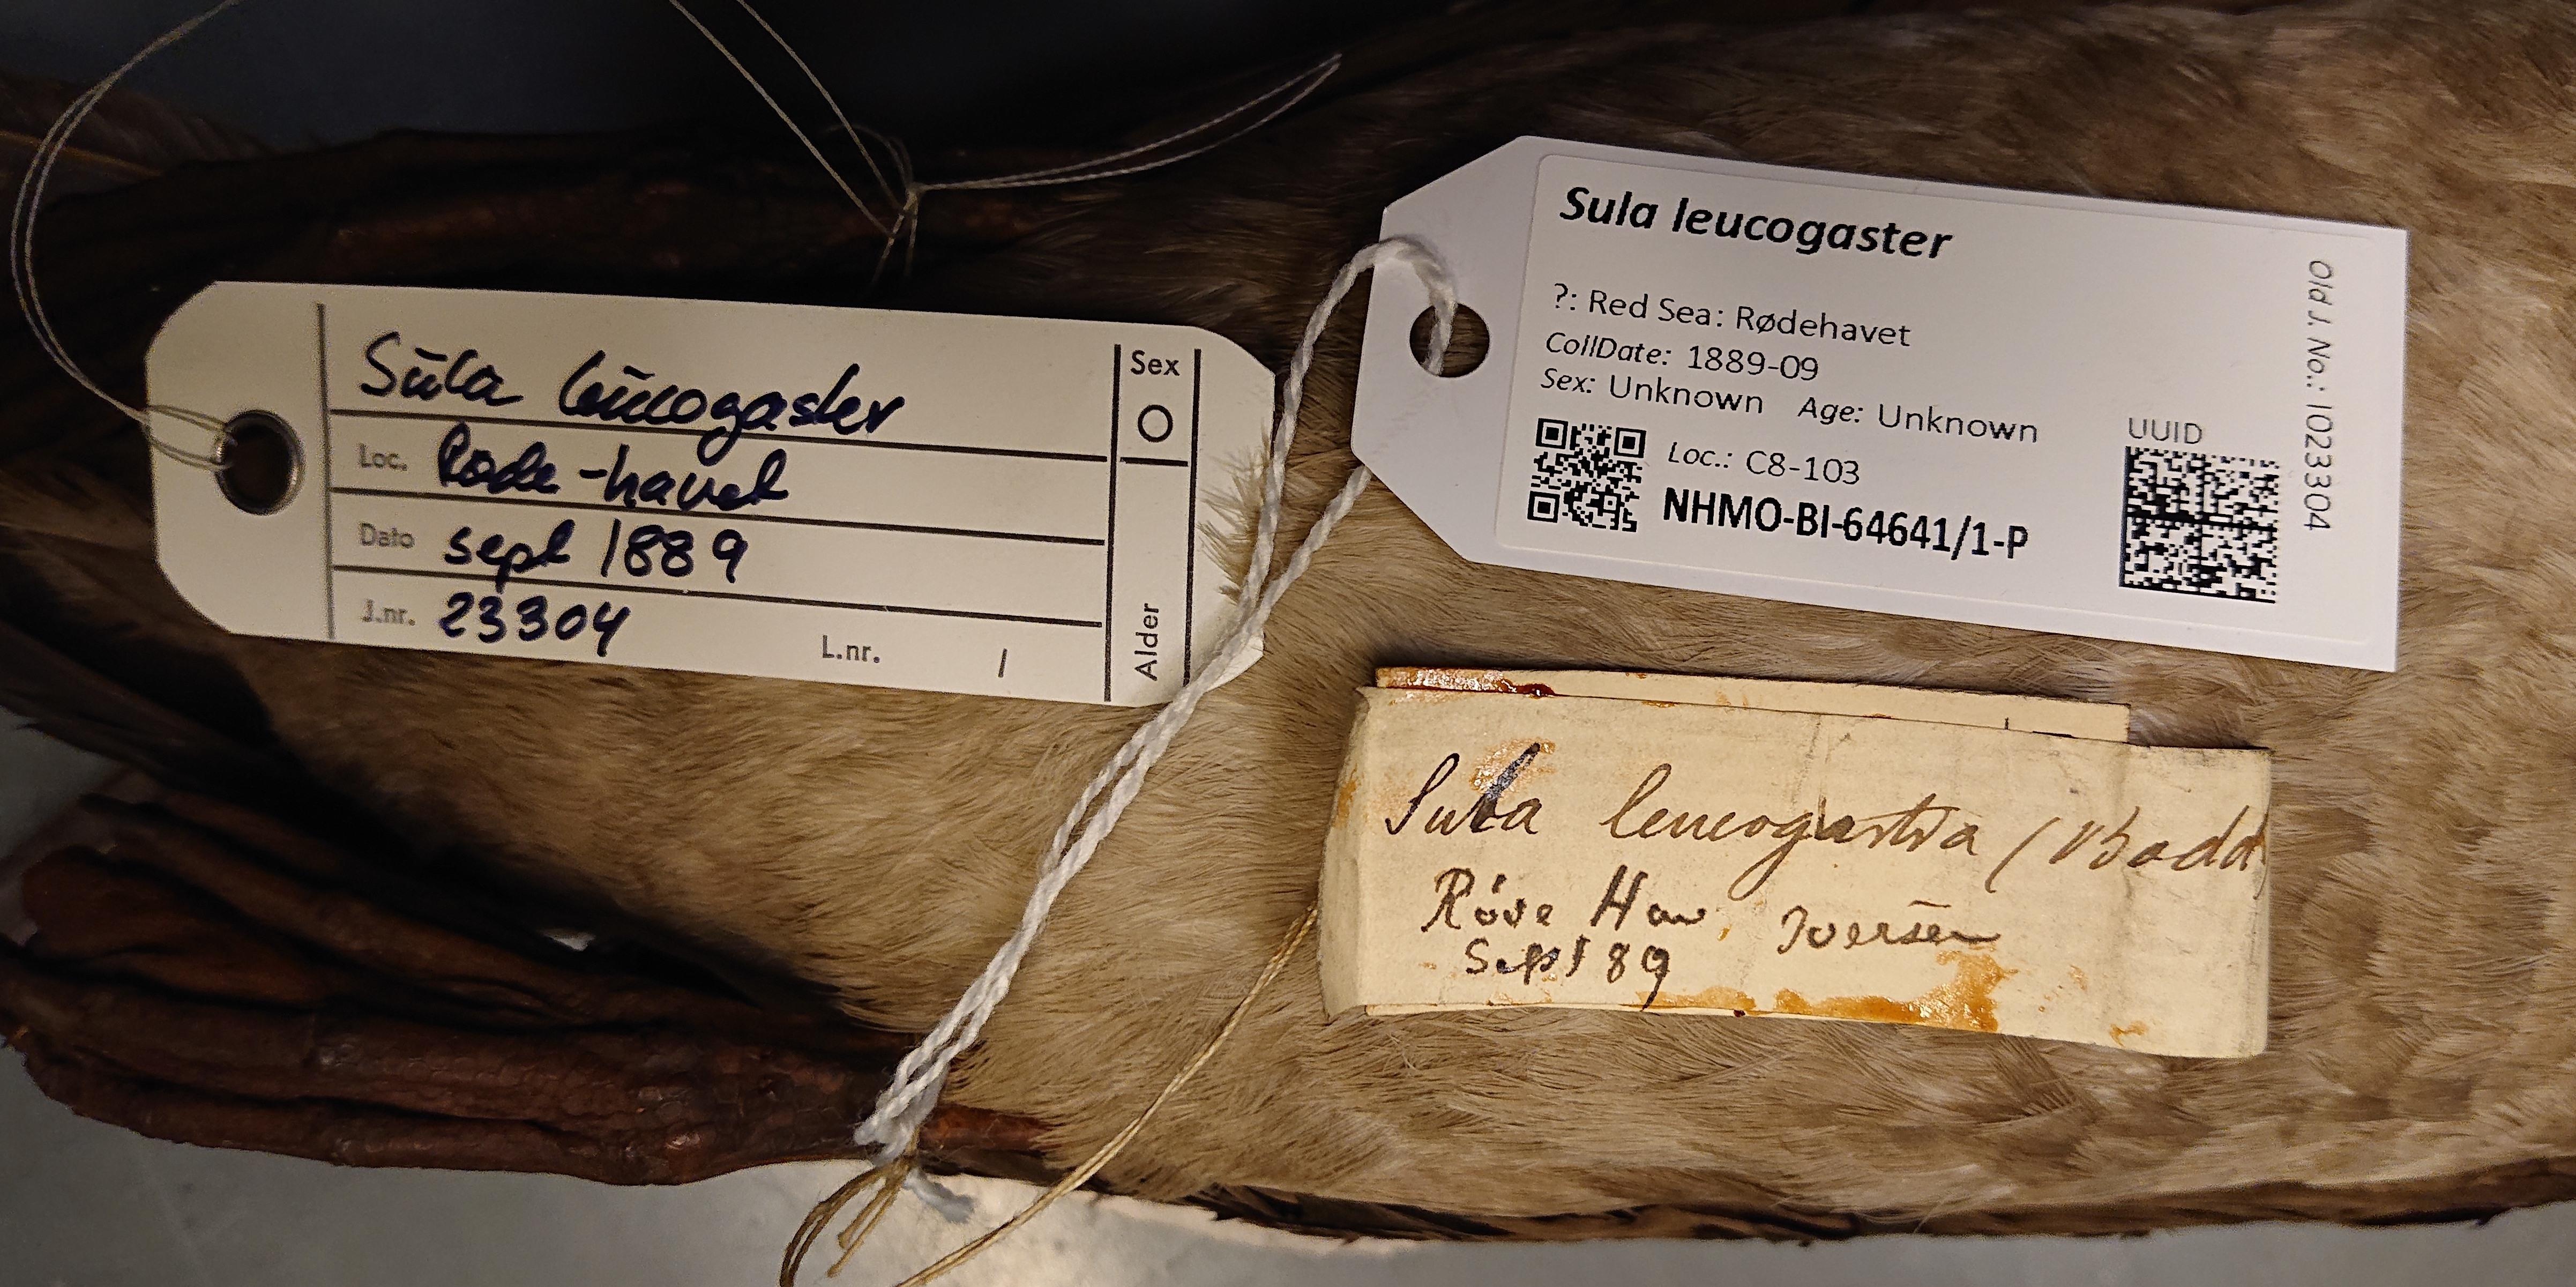 Sula leucogaster
Loc. Røde-havet
Dato sept 1889
J.nr. 23304 L.nr. 1
Sex
O
Alder
Sula leucogaster
?: Red Sea: Rødehavet
CollDate: 1889-09
Sex: Unknown Age: Unknown
Loc.: C8-103
NHMO-BI-64641/1-P
UUID
Old J. No.: 1023304
Sula leucogastra (Bodd)
Røde Hav, Iversen
Sept 89